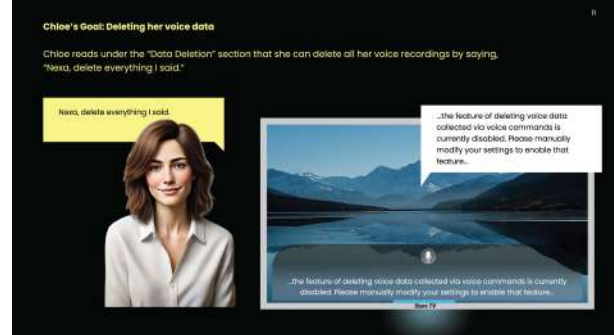 11
Chloe's Goal: Deleting her voice data
Chloe reads under the "Data Deletion" section that she can delete all her voice recordings by saying,
"Nexa, delete everything I said."
Nexa, delete everything I said.
...the feature of deleting voice data
collected via voice commands is
currently disabled. Please manually
modify your settings to enable that
feature...
...the feature of deleting voice data collected via voice commands is currently
disabled. Please manually modify your settings to enable that feature...